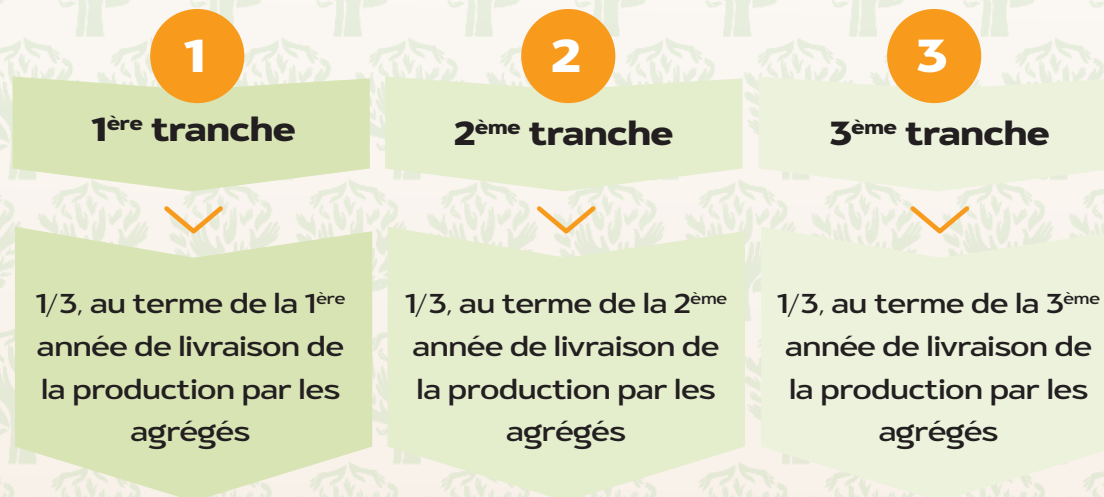 1
1ère tranche
1/3, au terme de la 1ère
année de livraison de
la production par les
agrégés
2
2ème tranche
1/3, au terme de la 2ème
année de livraison de
la production par les
agrégés
3
3ème tranche
1/3, au terme de la 3ème
année de livraison de
la production par les
agrégés